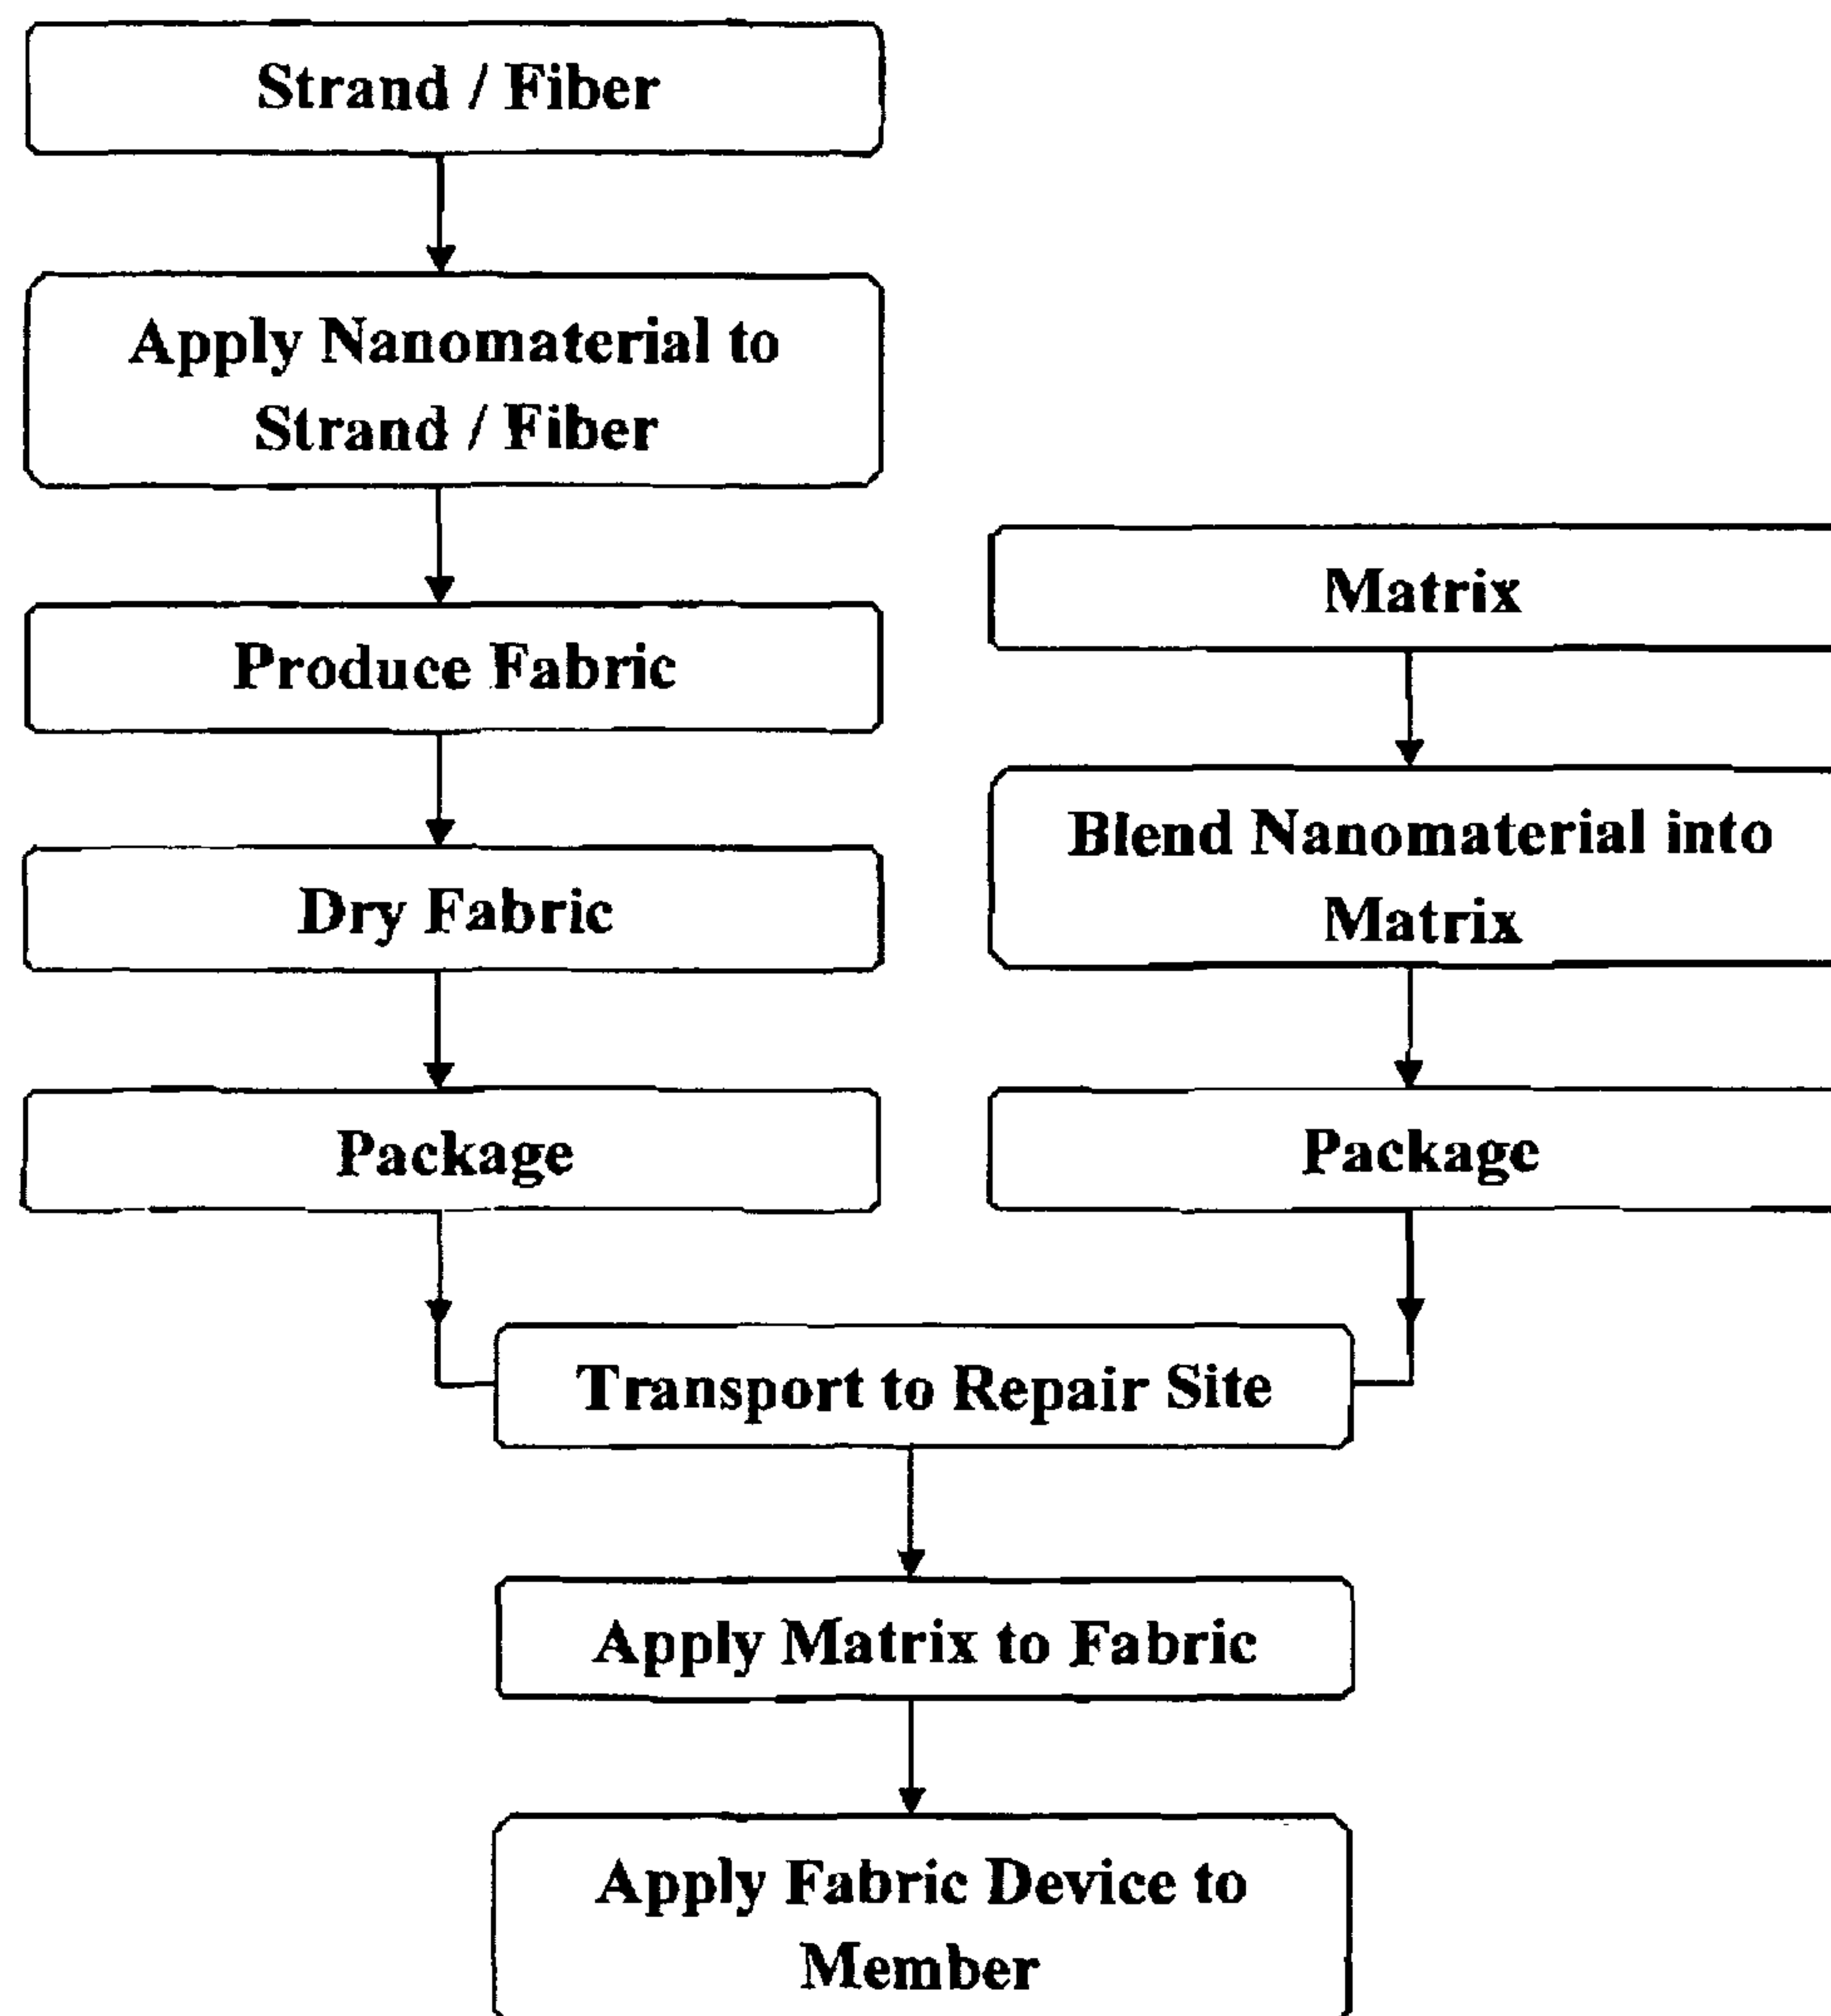 Strand / Fiber
Apply Nanomaterial to
Strand / Fiber
Produce Fabric
Dry Fabric
Package
Matrix
Blend Nanomaterial into
Matrix
Package
Transport to Repair Site
Apply Matrix to Fabric
Apply Fabric Device to
Member